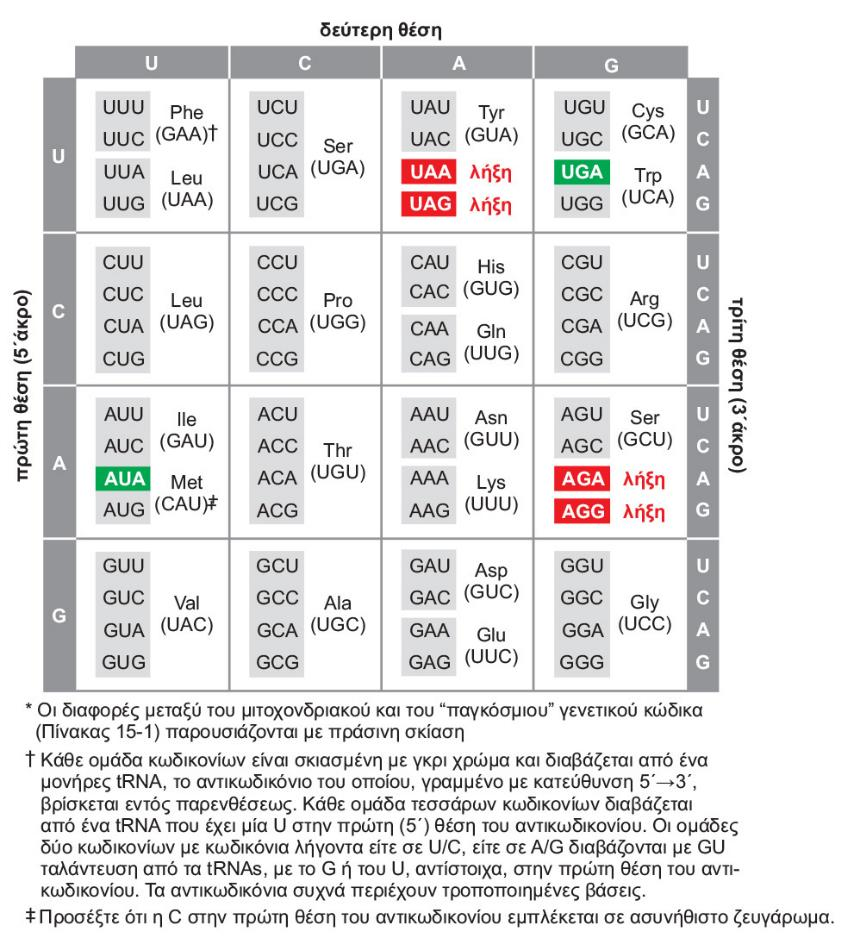 δεύτερη θέση
U C A G
πρώτη θέση (5΄άκρο)
τρίτη θέση (3΄άκρο)
U
UUU Phe UCU UAU Tyr UGU Cys U
UUC (GAA)† UCC Ser UAC (GUA) UGC (GCA) C
UUA Leu UCA (UGA) UAA λήξη UGA Trp A
UUG (UAA) UCG UAG λήξη UGG (UCA) G
C
CUU CCU CAU His CGU U
CUC Leu CCC Pro CAC (GUG) CGC Arg C
CUA (UAG) CCA (UGG) CAA Gln CGA (UCG) A
CUG CCG CAG (UUG) CGG G
A
AUU Ile ACU AAU Asn AGU Ser U
AUC (GAU) ACC Thr AAC (GUU) AGC (GCU) C
AUA Met ACA (UGU) AAA Lys AGA λήξη A
AUG (CAU)‡ ACG AAG (UUU) AGG λήξη G
G
GUU GCU GAU Asp GGU U
GUC Val GCC Ala GAC (GUC) GGC Gly C
GUA (UAC) GCA (UGC) GAA Glu GGA (UCC) A
GUG GCG GAG (UUC) GGG G
* Οι διαφορές μεταξύ του μιτοχονδριακού και του “παγκόσμιου” γενετικού κώδικα
(Πίνακας 15-1) παρουσιάζονται με πράσινη σκίαση
† Κάθε ομάδα κωδικονίων είναι σκιασμένη με γκρι χρώμα και διαβάζεται από ένα
μονήρες tRNA, το αντικωδικόνιο του οποίου, γραμμένο με κατεύθυνση 5΄→3΄,
βρίσκεται εντός παρενθέσεως. Κάθε ομάδα τεσσάρων κωδικονίων διαβάζεται
από ένα tRNA που έχει μία U στην πρώτη (5΄) θέση του αντικωδικονίου. Οι ομάδες
δύο κωδικονίων με κωδικόνια λήγοντα είτε σε U/C, είτε σε A/G διαβάζονται με GU
ταλάντευση από τα tRNAs, με το G ή του U, αντίστοιχα, στην πρώτη θέση του αντι-
κωδικονίου. Τα αντικωδικόνια συχνά περιέχουν τροποποιημένες βάσεις.
‡ Προσέξτε ότι η C στην πρώτη θέση του αντικωδικονίου εμπλέκεται σε ασυνήθιστο ζευγάρωμα.